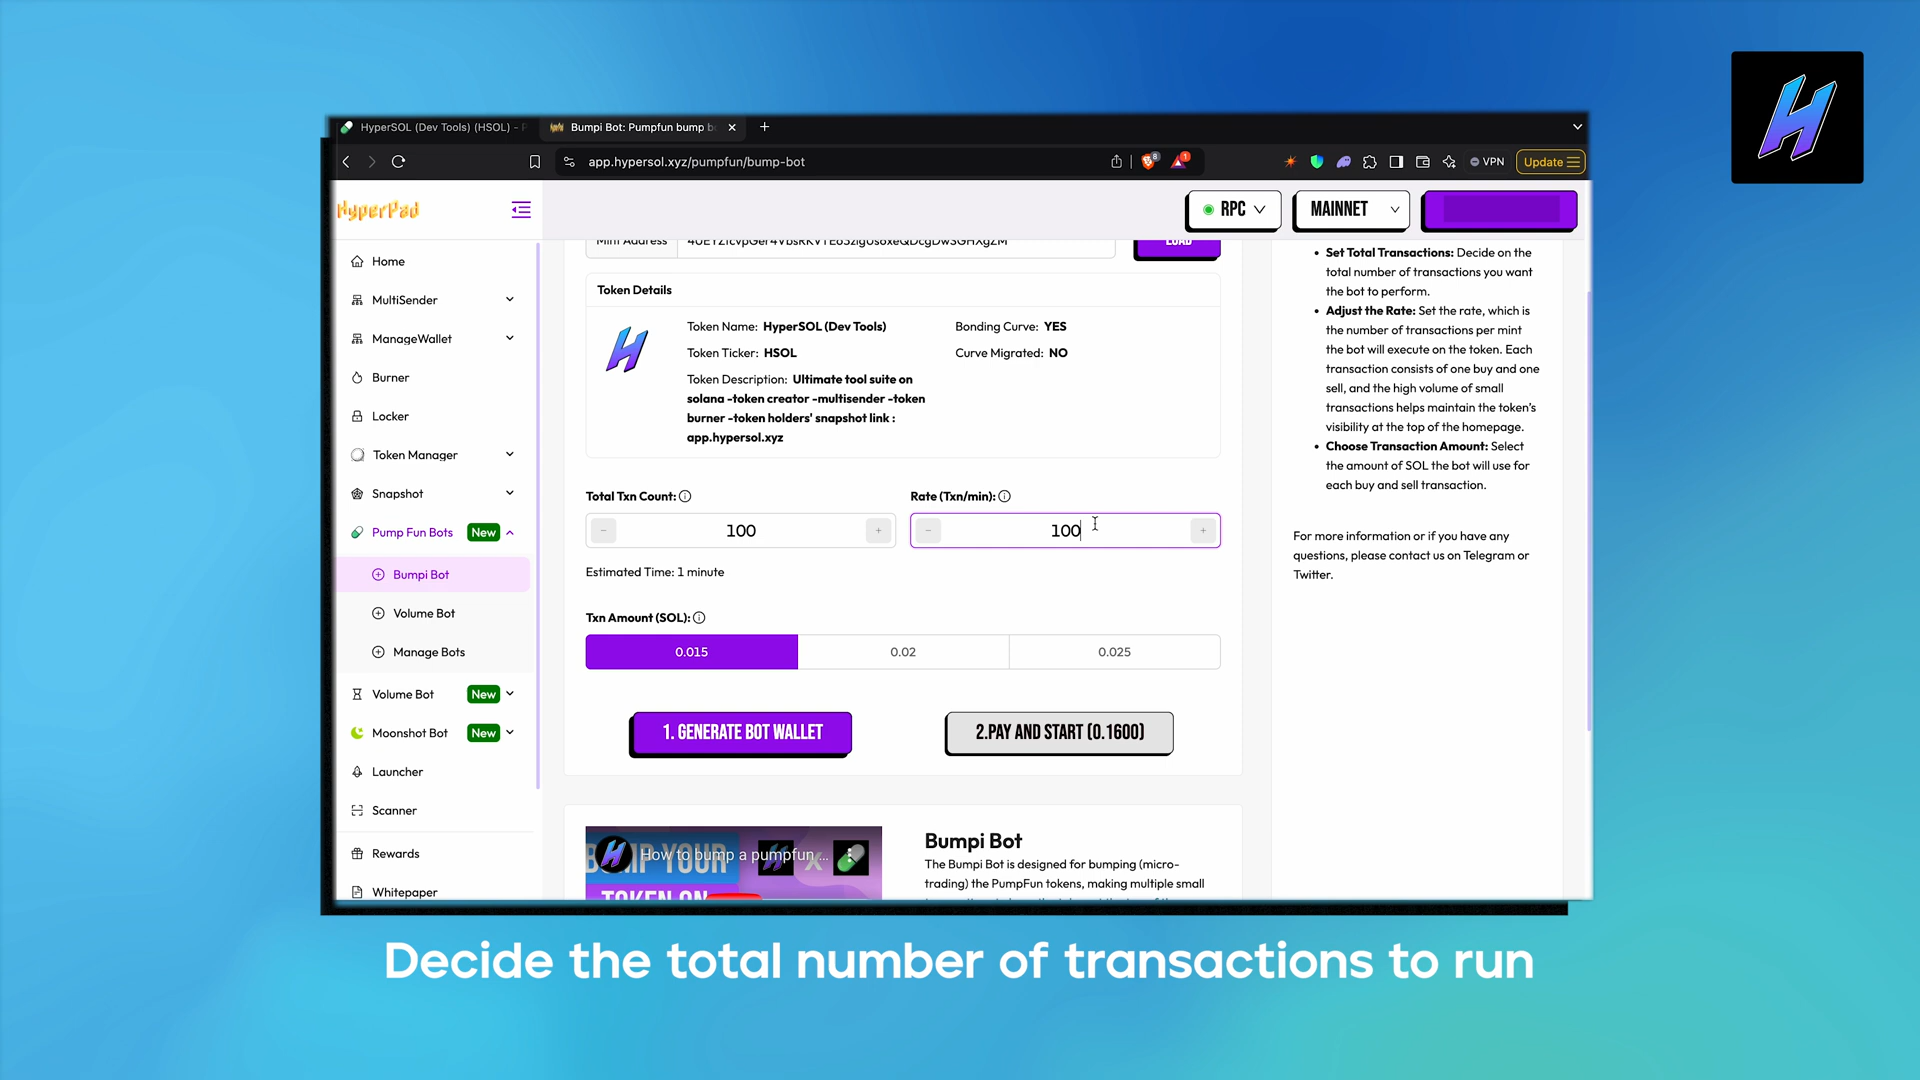 HyperSOL (Dev Tools) (HSOL) -
Bumpi Bot: Pumpfun bump b
app.hypersol.xyz/pumpfun/bump-bot
8
1
VPN
Update
HyperPad
RPC
MAINNET
Home
MultiSender
ManageWallet
Burner
Locker
Token Manager
Snapshot
Pump Fun Bots New
Bumpi Bot
Volume Bot
Manage Bots
Volume Bot New
Moonshot Bot New
Launcher
Scanner
Rewards
Whitepaper
Mint Address
LOAD
Token Details
Token Name: HyperSOL (Dev Tools)
Token Ticker: HSOL
Token Description: Ultimate tool suite on
solana -token creator -multisender -token
burner -token holders' snapshot link :
app.hypersol.xyz
Bonding Curve: YES
Curve Migrated: NO
Total Txn Count:
100
Rate (Txn/min):
100
Estimated Time: 1 minute
Txn Amount (SOL):
0.015
0.02
0.025
1. GENERATE BOT WALLET
2.PAY AND START (0.1600)
How to bump a pumpfun ...
TOKEN ON
Bumpi Bot
The Bumpi Bot is designed for bumping (micro-
trading) the PumpFun tokens, making multiple small
• Set Total Transactions: Decide on the
total number of transactions you want
the bot to perform.
• Adjust the Rate: Set the rate, which is
the number of transactions per mint
the bot will execute on the token. Each
transaction consists of one buy and one
sell, and the high volume of small
transactions helps maintain the token's
visibility at the top of the homepage.
• Choose Transaction Amount: Select
the amount of SOL the bot will use for
each buy and sell transaction.
For more information or if you have any
questions, please contact us on Telegram or
Twitter.
Decide the total number of transactions to run